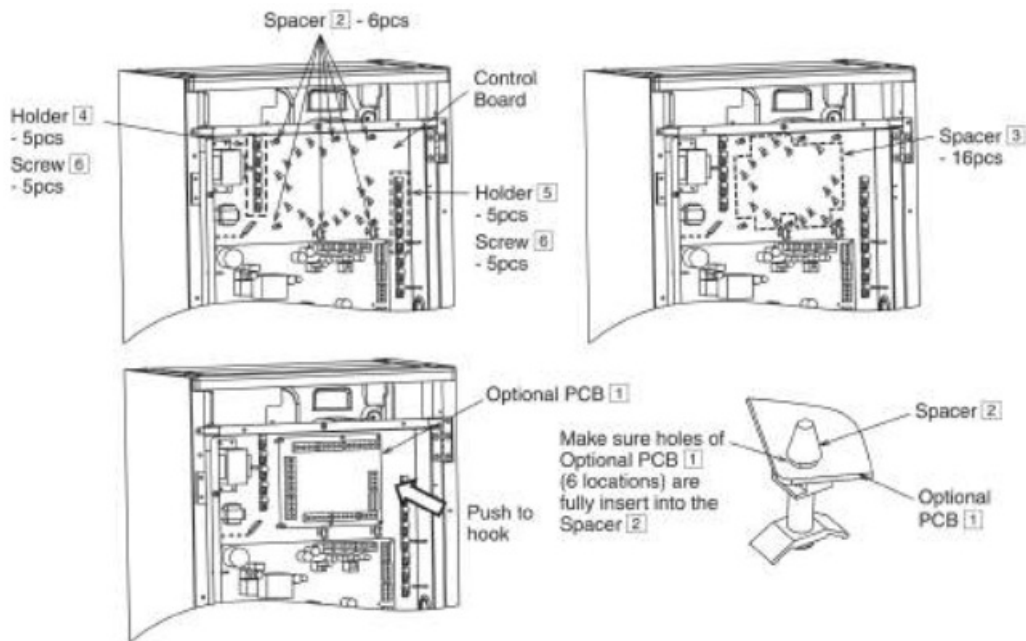 Spacer 2 - 6pcs
Control
Board
Holder 4
- 5pcs
Screw 6
- 5pcs
Holder 5
- 5pcs
Screw 6
- 5pcs
Spacer 3
- 16pcs
Optional PCB 1
Push to
hook
Make sure holes of
Optional PCB 1
(6 locations) are
fully insert into the
Spacer 2
Spacer 2
Optional
PCB 1